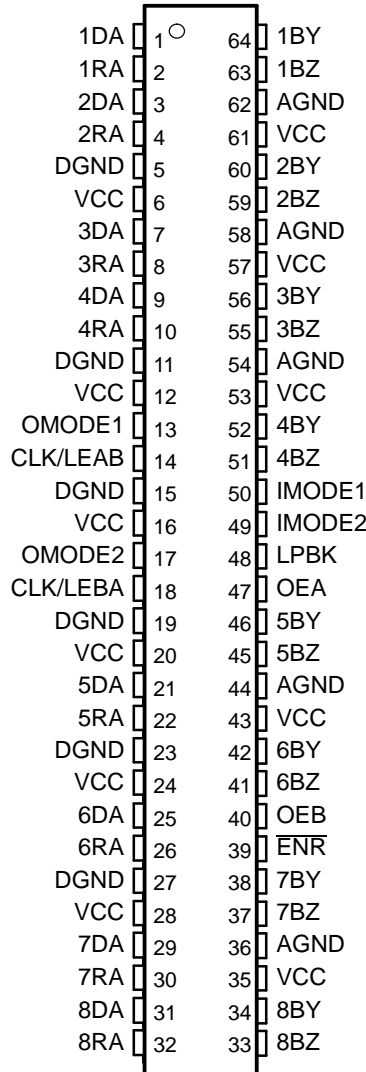 1DA 1 64 1BY
1RA 2 63 1BZ
2DA 3 62 AGND
2RA 4 61 VCC
DGND 5 60 2BY
VCC 6 59 2BZ
3DA 7 58 AGND
3RA 8 57 VCC
4DA 9 56 3BY
4RA 10 55 3BZ
DGND 11 54 AGND
VCC 12 53 VCC
OMODE1 13 52 4BY
CLK/LEAB 14 51 4BZ
DGND 15 50 IMODE1
VCC 16 49 IMODE2
OMODE2 17 48 LPBK
CLK/LEBA 18 47 OEA
DGND 19 46 5BY
VCC 20 45 5BZ
5DA 21 44 AGND
5RA 22 43 VCC
DGND 23 42 6BY
VCC 24 41 6BZ
6DA 25 40 OEB
6RA 26 39 E̅N̅R̅
DGND 27 38 7BY
VCC 28 37 7BZ
7DA 29 36 AGND
7RA 30 35 VCC
8DA 31 34 8BY
8RA 32 33 8BZ